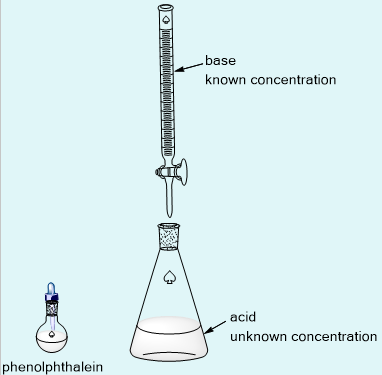 base
known concentration
acid
unknown concentration
phenolphthalein